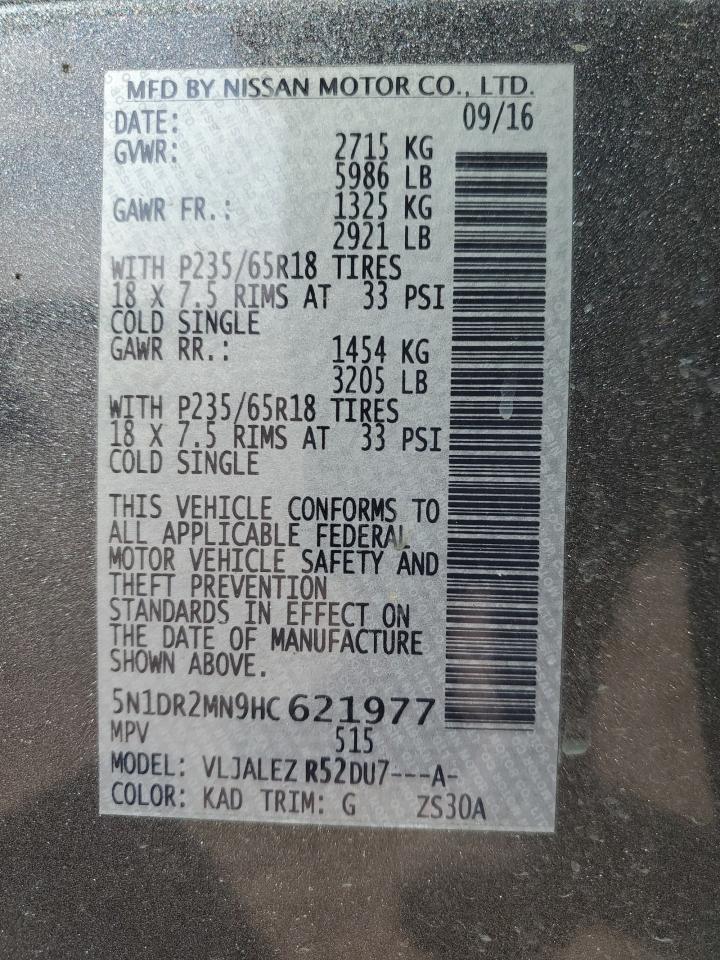 MFD BY NISSAN MOTOR CO., LTD.
DATE: 09/16
GVWR: 2715 KG
5986 LB
GAWR FR.: 1325 KG
2921 LB
WITH P235/65R18 TIRES
18 X 7.5 RIMS AT 33 PSI
COLD SINGLE
GAWR RR.: 1454 KG
3205 LB
WITH P235/65R18 TIRES
18 X 7.5 RIMS AT 33 PSI
COLD SINGLE
THIS VEHICLE CONFORMS TO
ALL APPLICABLE FEDERAL
MOTOR VEHICLE SAFETY AND
THEFT PREVENTION
STANDARDS IN EFFECT ON
THE DATE OF MANUFACTURE
SHOWN ABOVE.
5N1DR2MN9HC621977
MPV 515
MODEL: VLJALEZ R52DU7---A-
COLOR: KAD TRIM: G ZS30A